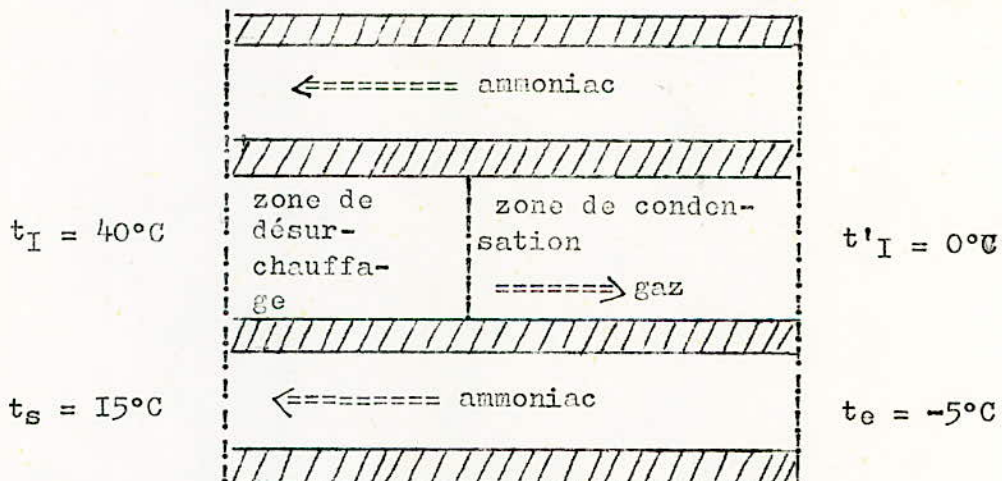 ammoniac
zone de
désur-
chauffa-
ge
zone de conden-
sation
gaz
t_I = 40°C
t'_I = 0°C
ammoniac
t_s = I5°C
t_e = -5°C